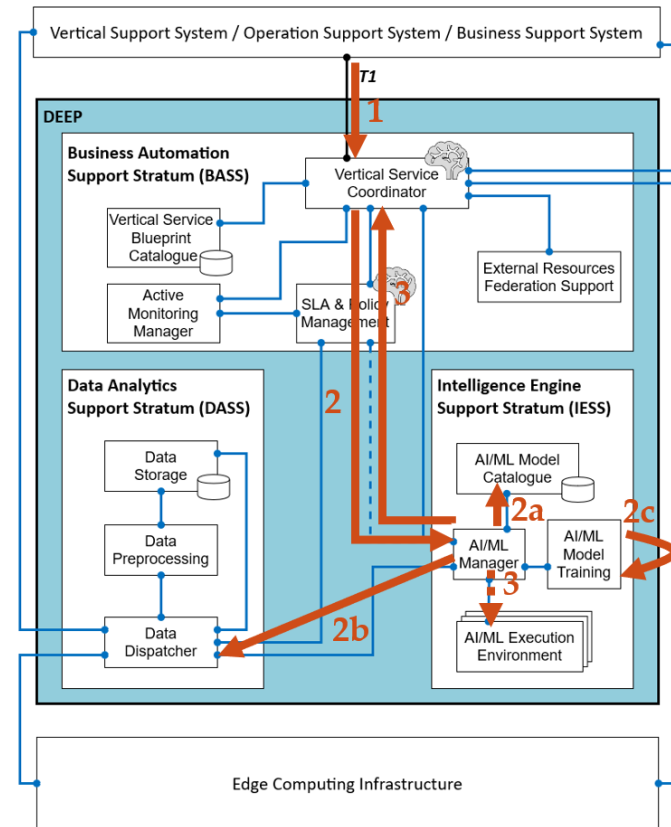 Vertical Support System / Operation Support System / Business Support System
T1
1
DEEP
Business Automation
Support Stratum (BASS)
Vertical Service
Coordinator
Vertical Service
Blueprint
Catalogue
External Resources
Federation Support
Active
Monitoring
Manager
SLA & Policy
Management
3
2
Data Analytics
Support Stratum (DASS)
Intelligence Engine
Support Stratum (IESS)
Data
Storage
AI/ML Model
Catalogue
2a
2c
Data
Preprocessing
AI/ML
Manager
AI/ML
Model
Training
3
2b
Data
Dispatcher
AI/ML Execution
Environment
Edge Computing Infrastructure